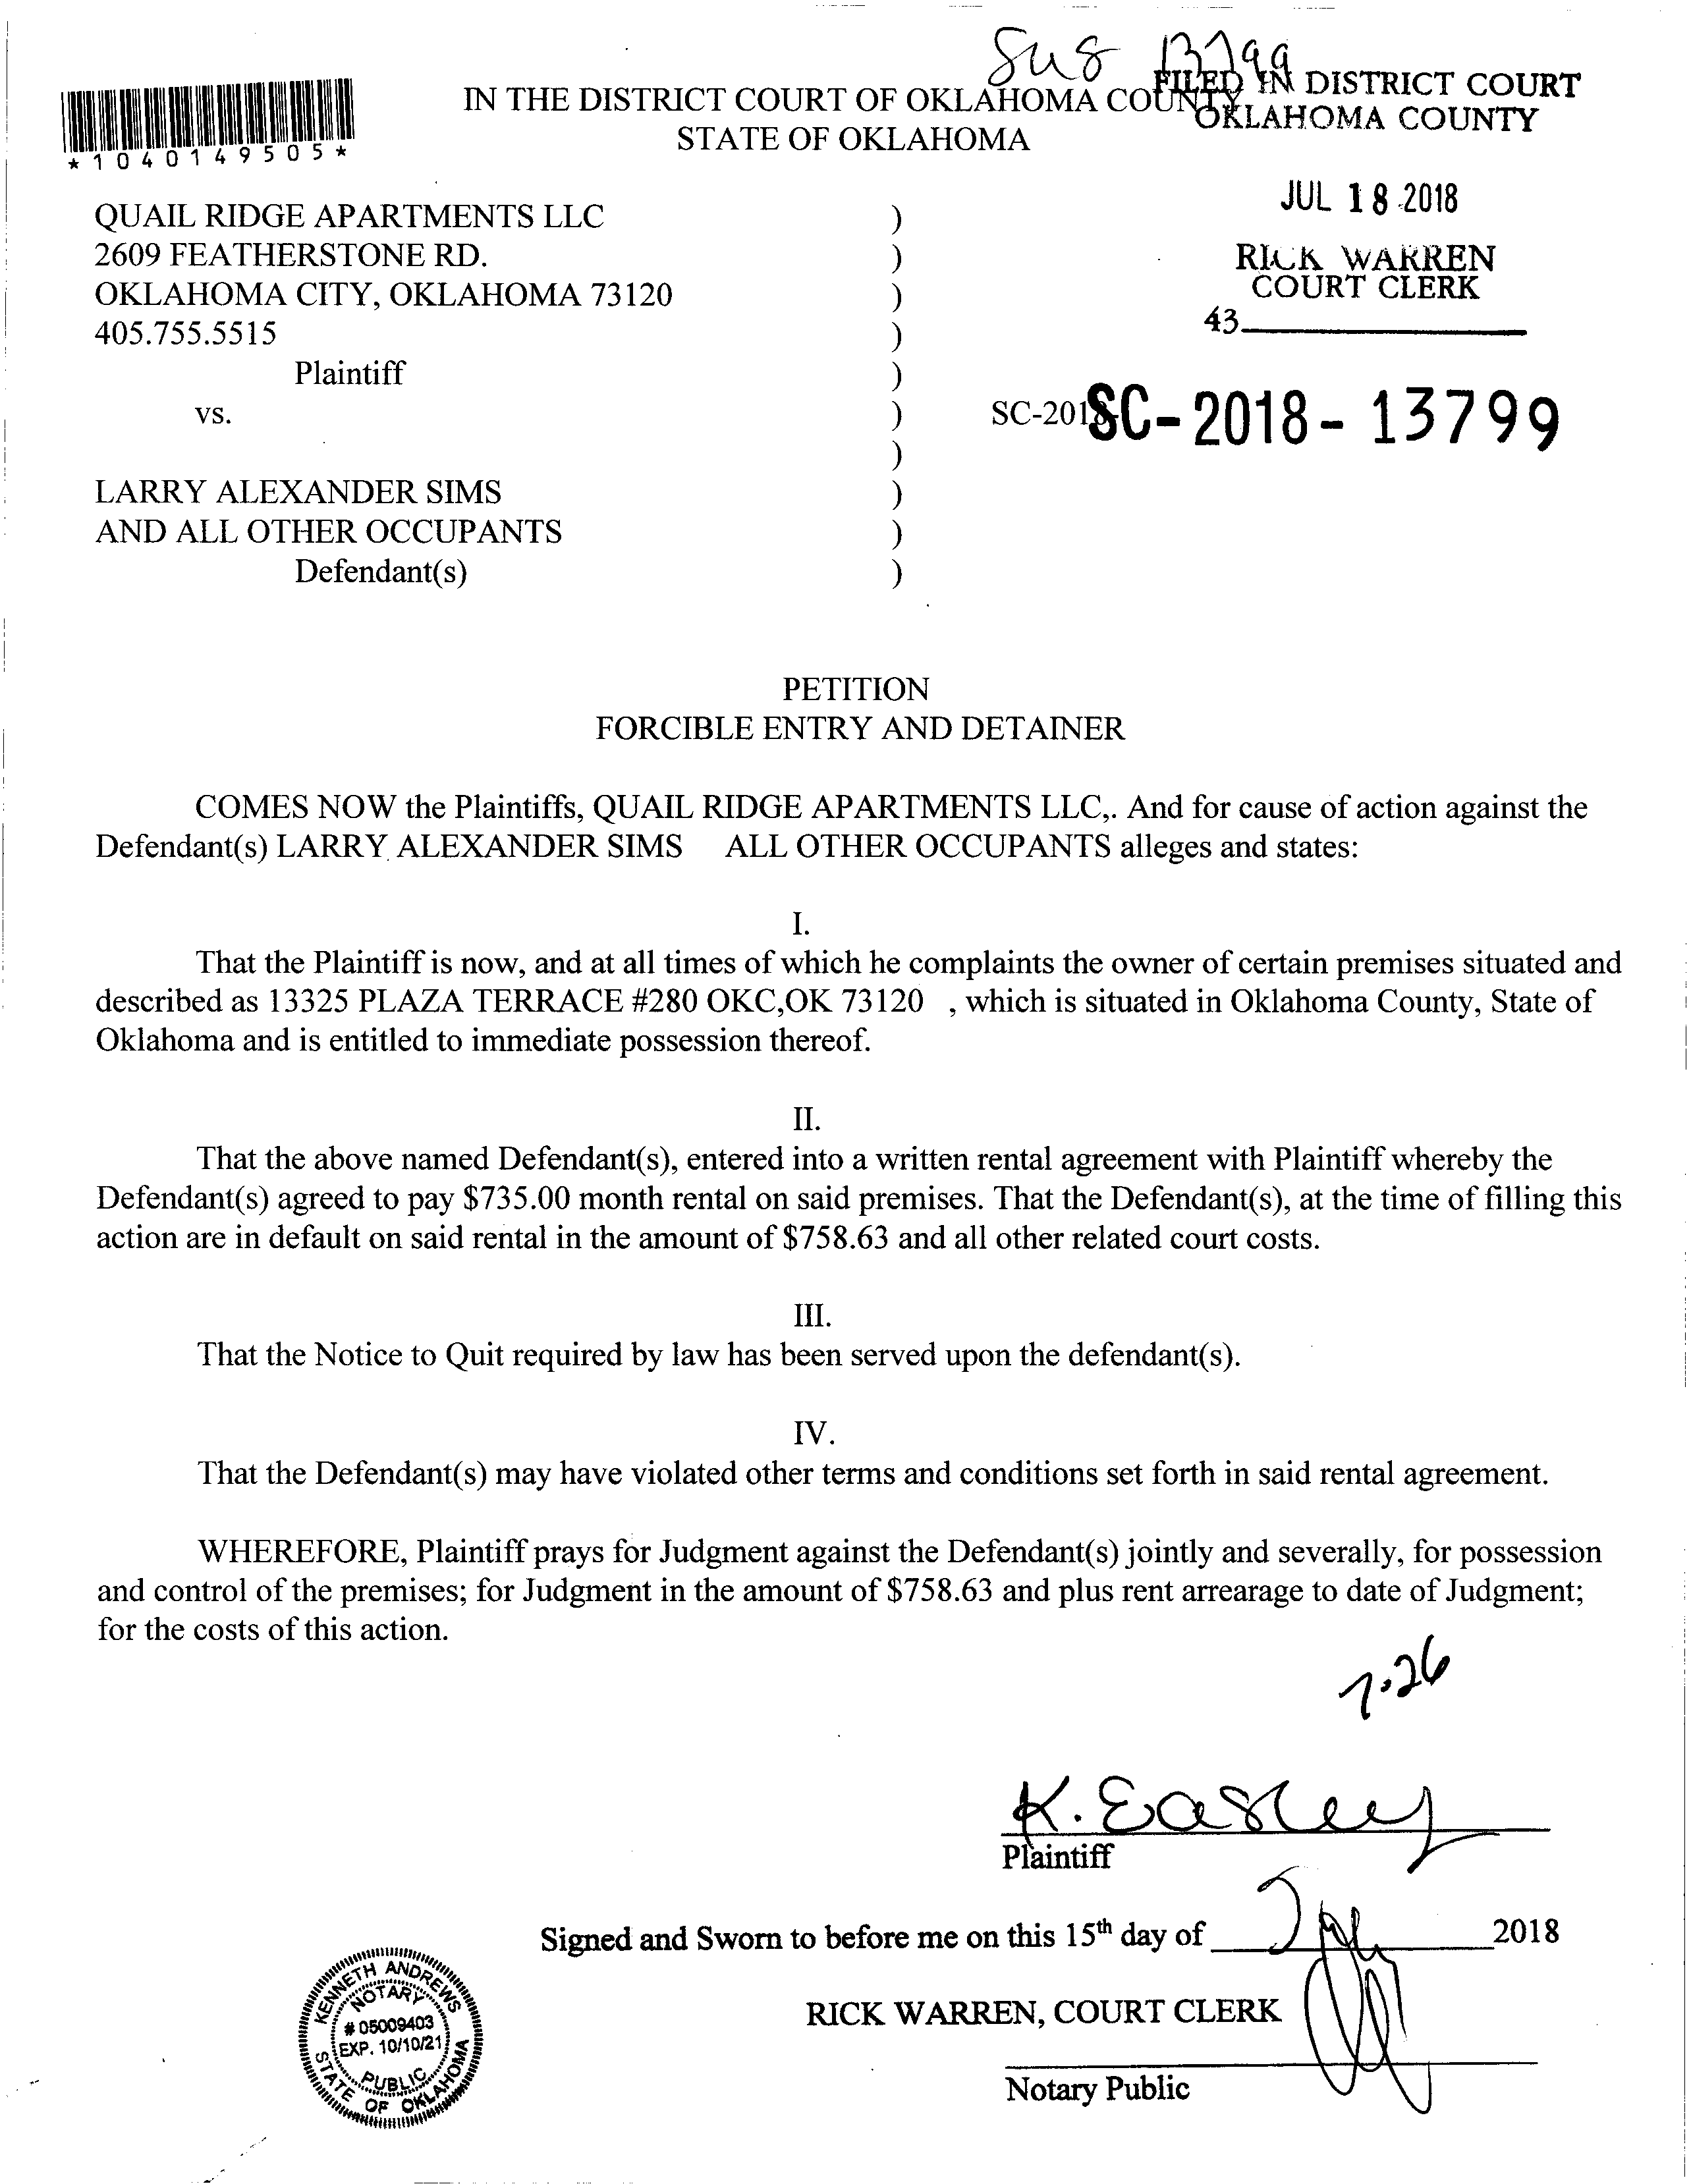 Sus 13799
FILED IN DISTRICT COURT
OKLAHOMA COUNTY
IN THE DISTRICT COURT OF OKLAHOMA COUNTY
STATE OF OKLAHOMA
*1040149505*
JUL 18 2018
RICK WARREN
COURT CLERK
43
QUAIL RIDGE APARTMENTS LLC )
2609 FEATHERSTONE RD. )
OKLAHOMA CITY, OKLAHOMA 73120 )
405.755.5515 )
Plaintiff )
vs. ) SC-2018- SC-2018-13799
)
LARRY ALEXANDER SIMS )
AND ALL OTHER OCCUPANTS )
Defendant(s) )
PETITION
FORCIBLE ENTRY AND DETAINER
COMES NOW the Plaintiffs, QUAIL RIDGE APARTMENTS LLC,. And for cause of action against the
Defendant(s) LARRY ALEXANDER SIMS ALL OTHER OCCUPANTS alleges and states:
I.
That the Plaintiff is now, and at all times of which he complaints the owner of certain premises situated and
described as 13325 PLAZA TERRACE #280 OKC,OK 73120 , which is situated in Oklahoma County, State of
Oklahoma and is entitled to immediate possession thereof.
II.
That the above named Defendant(s), entered into a written rental agreement with Plaintiff whereby the
Defendant(s) agreed to pay $735.00 month rental on said premises. That the Defendant(s), at the time of filling this
action are in default on said rental in the amount of $758.63 and all other related court costs.
III.
That the Notice to Quit required by law has been served upon the defendant(s).
IV.
That the Defendant(s) may have violated other terms and conditions set forth in said rental agreement.
WHEREFORE, Plaintiff prays for Judgment against the Defendant(s) jointly and severally, for possession
and control of the premises; for Judgment in the amount of $758.63 and plus rent arrearage to date of Judgment;
for the costs of this action.
7.26
K. Easley
Plaintiff
Signed and Sworn to before me on this 15th day of July 2018
RICK WARREN, COURT CLERK
Notary Public
KENNETH ANDREWS
NOTARY
# 05009403
EXP. 10/10/21
PUBLIC
STATE OF OKLAHOMA